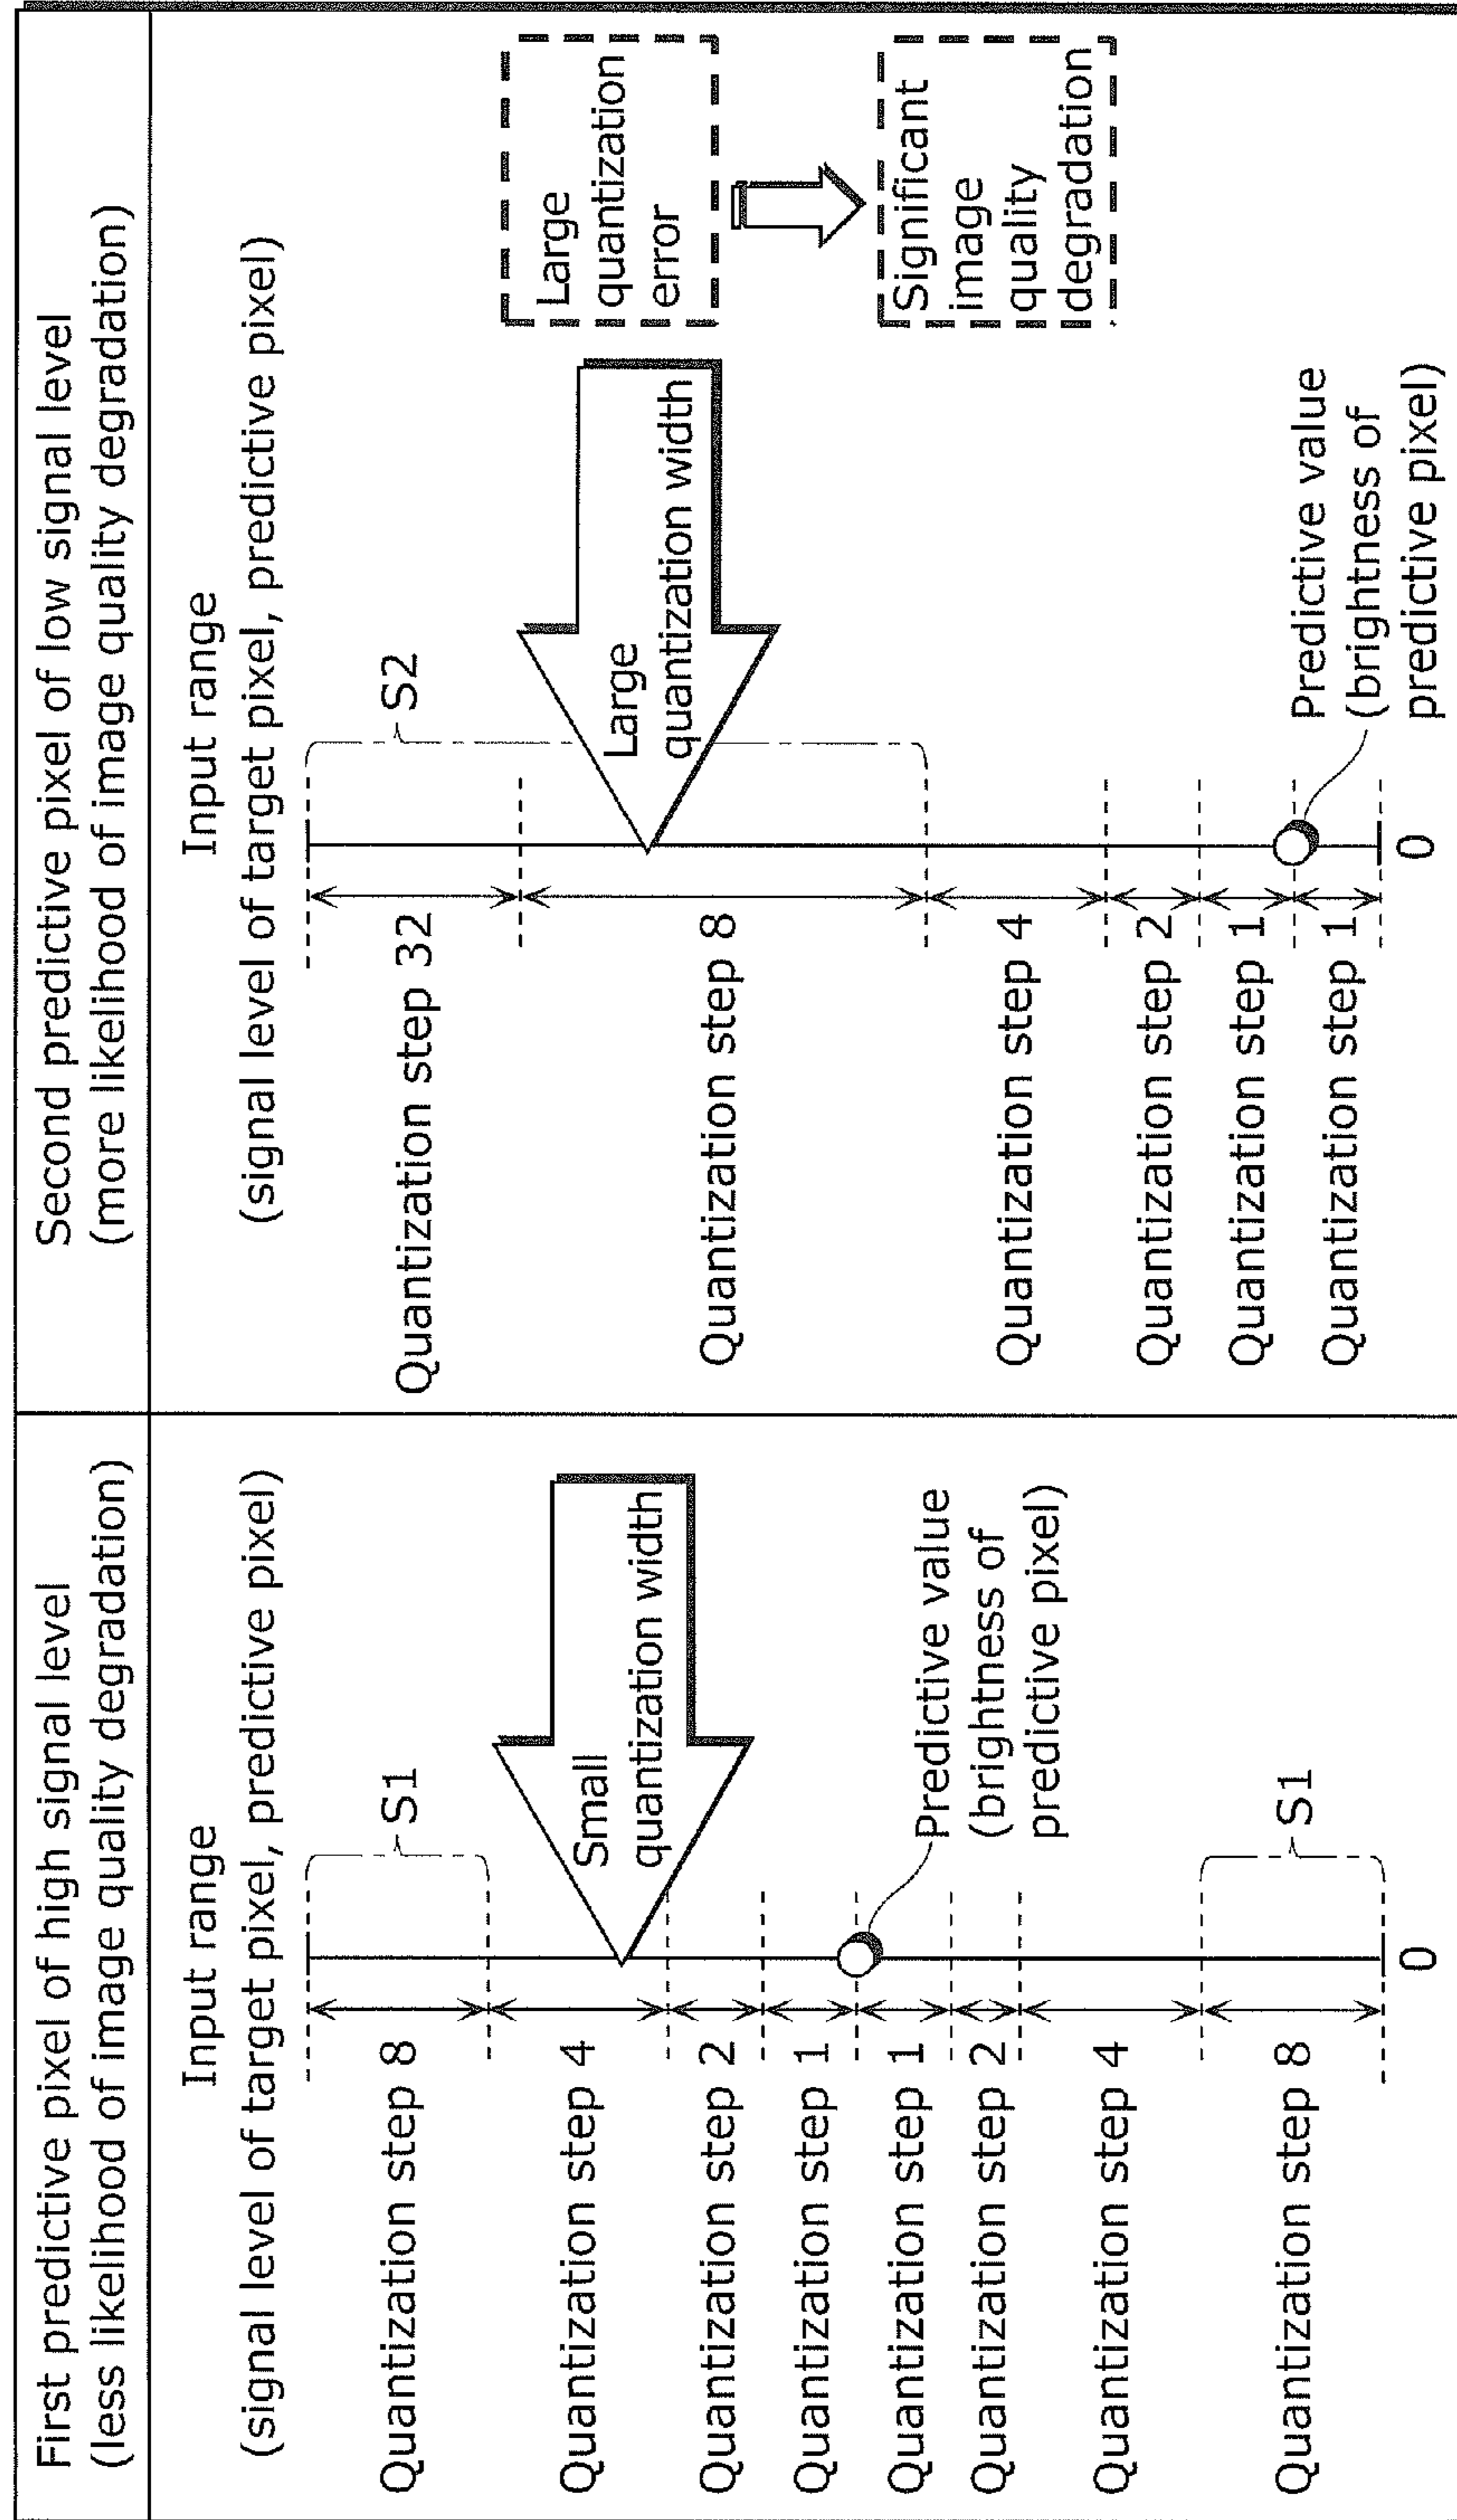 First predictive pixel of high signal level
(less likelihood of image quality degradation)
Input range
(signal level of target pixel, predictive pixel)
Quantization step 8
S1
Quantization step 4
Small
quantization width
Quantization step 2
Quantization step 1
Predictive value
(brightness of
predictive pixel)
Quantization step 1
Quantization step 2
Quantization step 4
Quantization step 8
S1
0
Second predictive pixel of low signal level
(more likelihood of image quality degradation)
Input range
(signal level of target pixel, predictive pixel)
Quantization step 32
S2
Quantization step 8
Large
quantization width
Large
quantization
error
Significant
image
quality
degradation
Quantization step 4
Quantization step 2
Quantization step 1
Quantization step 1
Predictive value
(brightness of
predictive pixel)
0